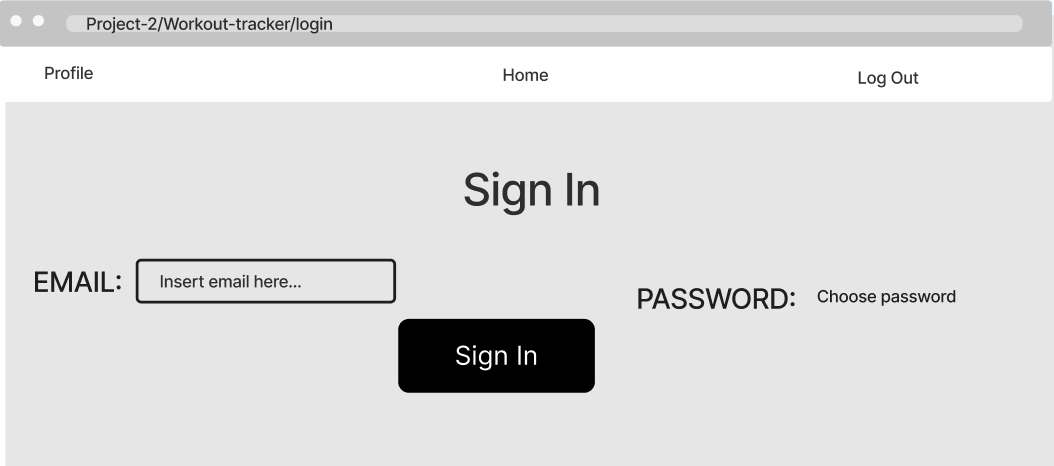 Project-2/Workout-tracker/login
Profile Home Log Out
Sign In
EMAIL: Insert email here...
PASSWORD: Choose password
Sign In